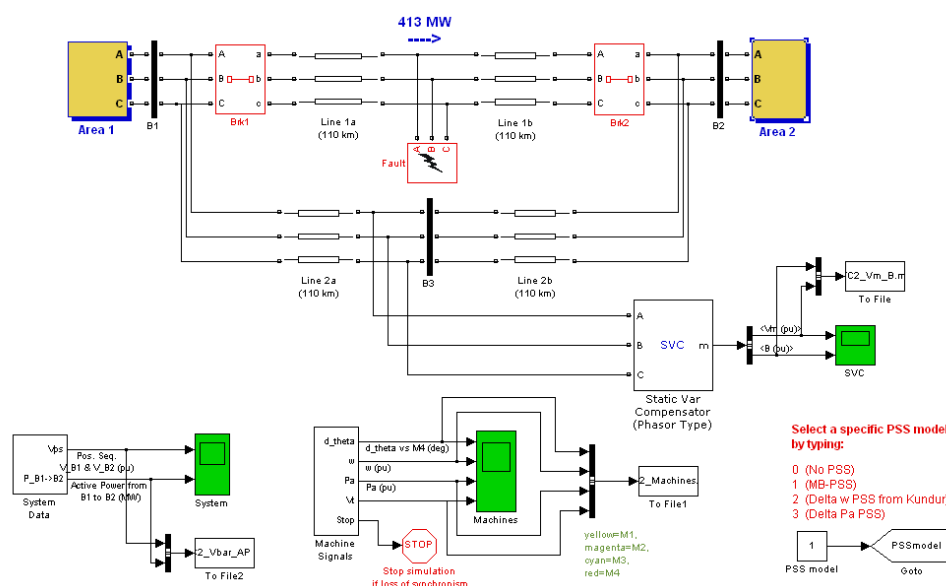 413 MW
A
B
C
Area 1
B1
A a
B b
C c
Brk1
Line 1a
(110 km)
Line 1b
(110 km)
A a
B b
C c
Brk2
B2
A
B
C
Area 2
A B C
Fault
Line 2a
(110 km)
B3
Line 2b
(110 km)
A
B
C
SVC
m
Static Var
Compensator
(Phasor Type)
<Vm (pu)>
<B (pu)>
C2_Vm_B.m
To File
SVC
Vps
P_B1->B2
System
Data
Pos. Seq.
V_B1 & V_B2 (pu)
Active Power from
B1 to B2 (MW)
System
2_Vbar_AP
To File2
d_theta
w
Pa
Vt
Stop
Machine
Signals
d_theta vs M4 (deg)
w (pu)
Pa (pu)
Machines
STOP
Stop simulation
if loss of synchronism
2_Machines.
To File1
yellow=M1,
magenta=M2,
cyan=M3,
red=M4
Select a specific PSS model
by typing:
0 (No PSS)
1 (MB-PSS)
2 (Delta w PSS from Kundur)
3 (Delta Pa PSS)
1
PSS model
PSSmodel
Goto